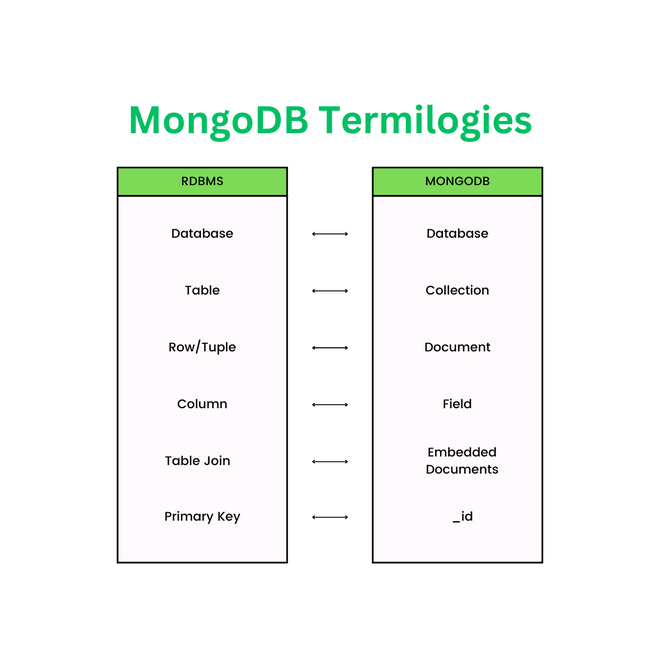 MongoDB Termilogies
RDBMS
MONGODB
Database
Database
Table
Collection
Row/Tuple
Document
Column
Field
Table Join
Embedded
Documents
Primary Key
_id